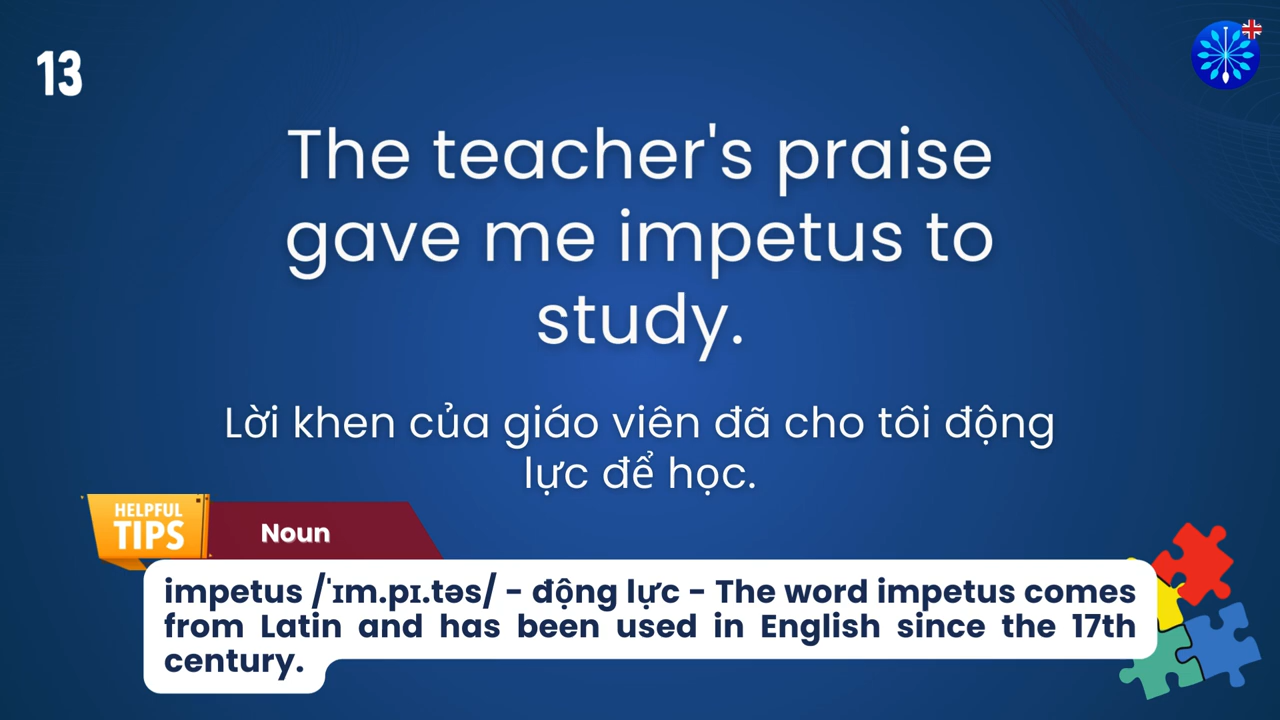 13
The teacher's praise
gave me impetus to
study.
Lời khen của giáo viên đã cho tôi động
lực để học.
HELPFUL
TIPS
Noun
impetus /ˈɪm.pɪ.təs/ - động lực - The word impetus comes
from Latin and has been used in English since the 17th
century.